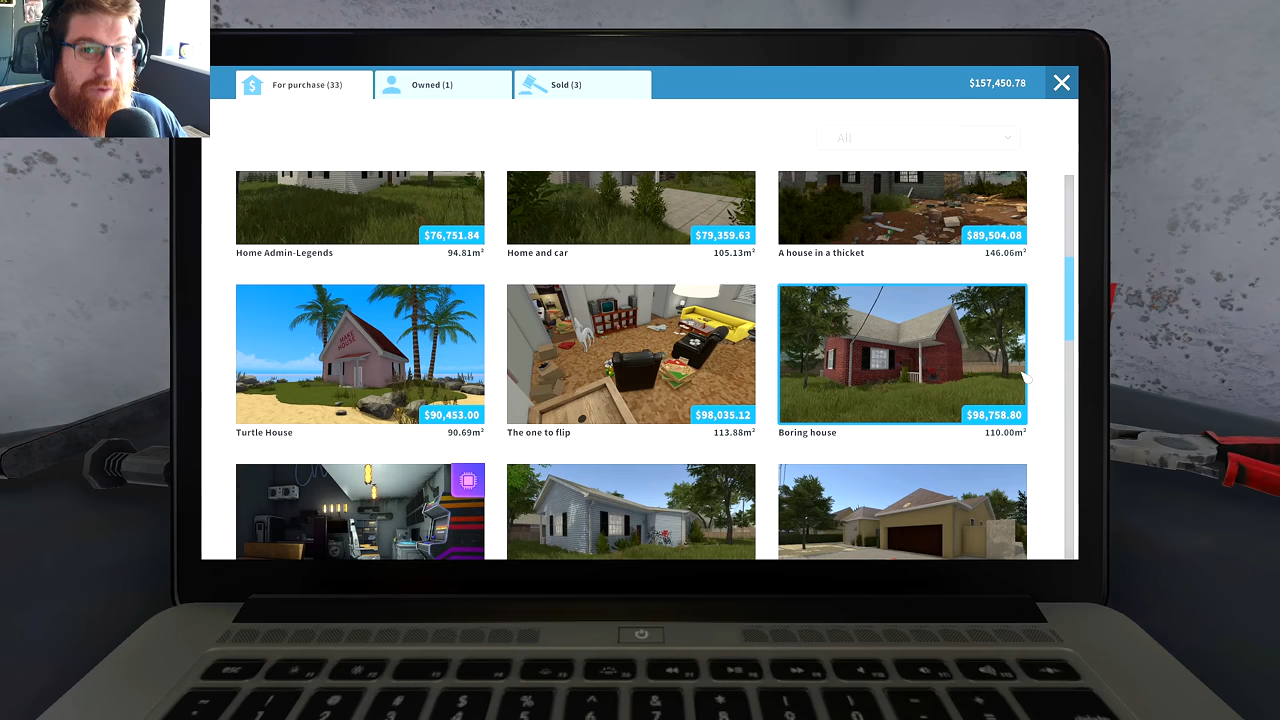 For purchase (33)
Owned (1)
Sold (3)
$157,450.78
All
$76,751.84
$79,359.63
$89,504.08
Home Admin-Legends
94.81m²
Home and car
105.13m²
A house in a thicket
146.06m²
$90,453.00
$98,035.12
$98,758.80
Turtle House
90.69m²
The one to flip
113.88m²
Boring house
110.00m²
esc